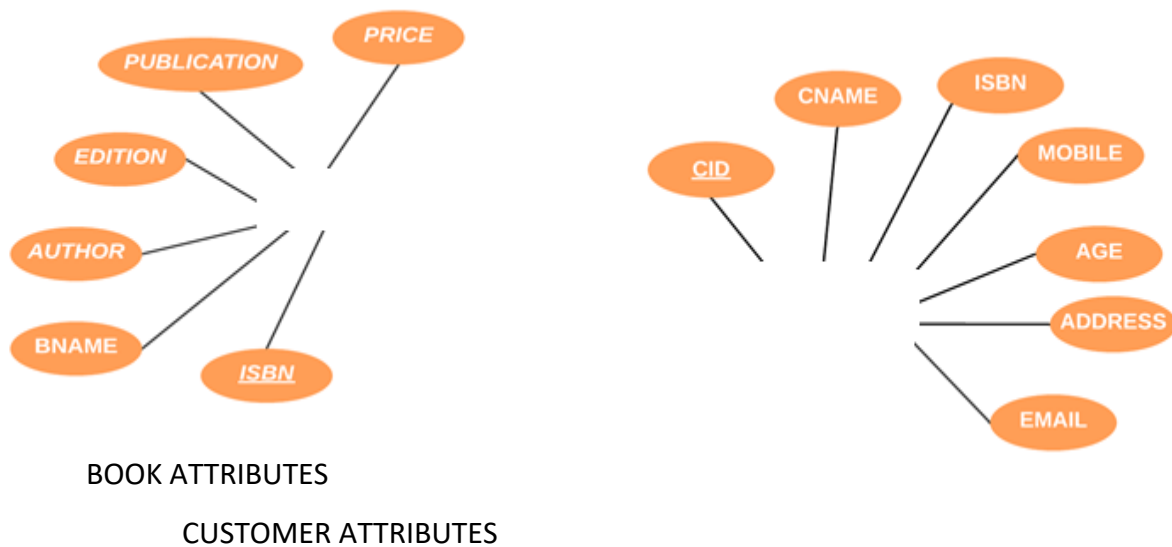 PRICE
PUBLICATION
EDITION
AUTHOR
BNAME
ISBN
CID
CNAME
ISBN
MOBILE
AGE
ADDRESS
EMAIL
BOOK ATTRIBUTES
CUSTOMER ATTRIBUTES